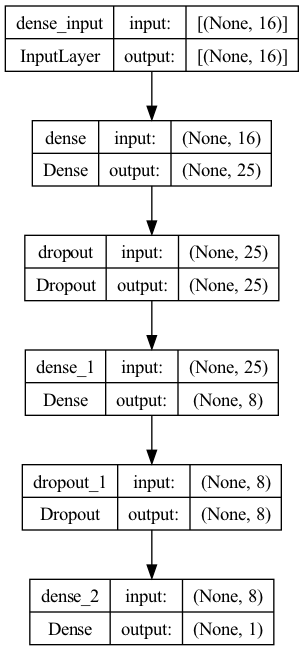 dense_input input: [(None, 16)]
InputLayer output: [(None, 16)]
dense input: (None, 16)
Dense output: (None, 25)
dropout input: (None, 25)
Dropout output: (None, 25)
dense_1 input: (None, 25)
Dense output: (None, 8)
dropout_1 input: (None, 8)
Dropout output: (None, 8)
dense_2 input: (None, 8)
Dense output: (None, 1)